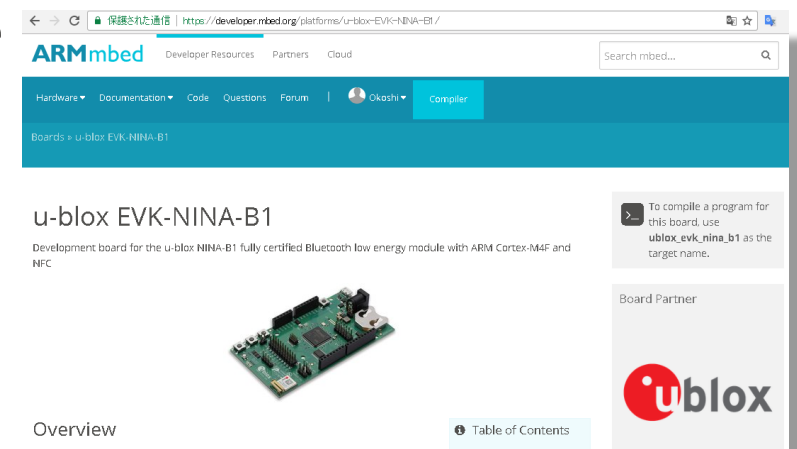 保護された通信 https://developer.mbed.org/platforms/u-blox-EVK-NINA-B1/
ARMmbed Developer Resources Partners Cloud Search mbed...
Hardware Documentation Code Questions Forum | Okoshi Compiler
Boards » u-blox EVK-NINA-B1
u-blox EVK-NINA-B1
Development board for the u-blox NINA-B1 fully certified Bluetooth low energy module with ARM Cortex-M4F and
NFC
Overview
Table of Contents
To compile a program for
this board, use
ublox_evk_nina_b1 as the
target name.
Board Partner
ublox